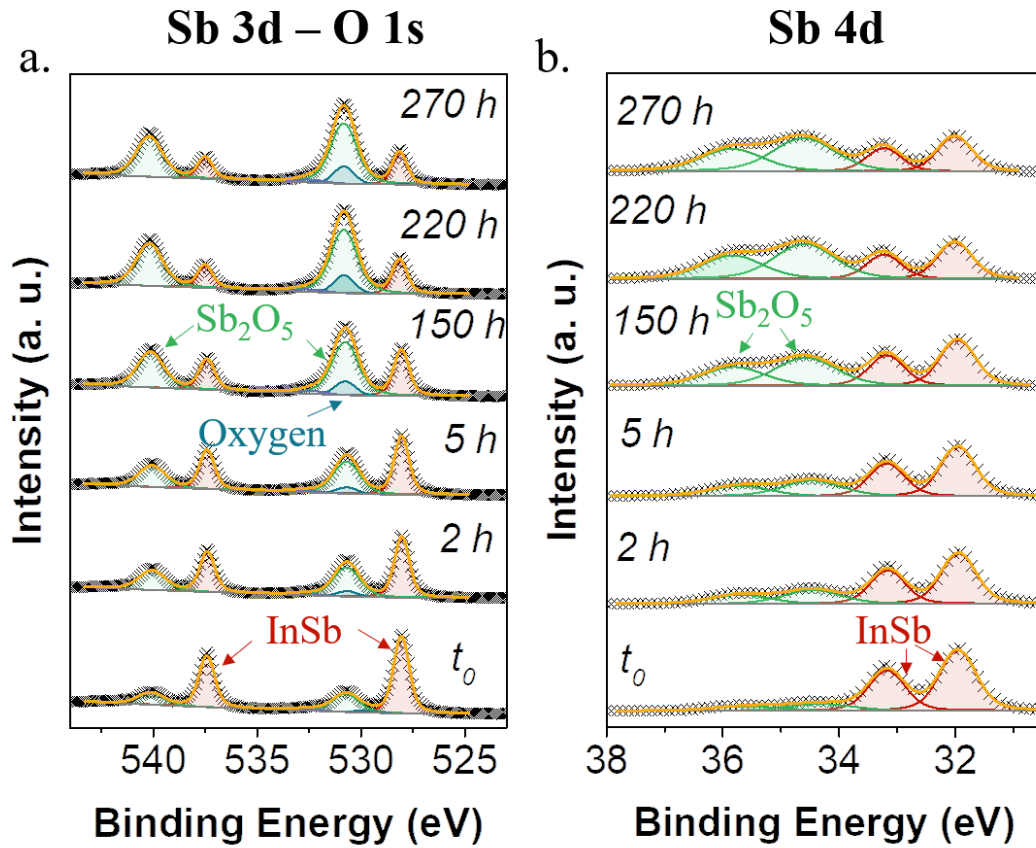 Sb 3d – O 1s
a.
270 h
220 h
Sb₂O₅
150 h
Oxygen
5 h
2 h
InSb
t₀
Intensity (a. u.)
540 535 530 525
Binding Energy (eV)
Sb 4d
b.
270 h
220 h
Sb₂O₅
150 h
5 h
2 h
InSb
t₀
Intensity (a. u.)
38 36 34 32
Binding Energy (eV)